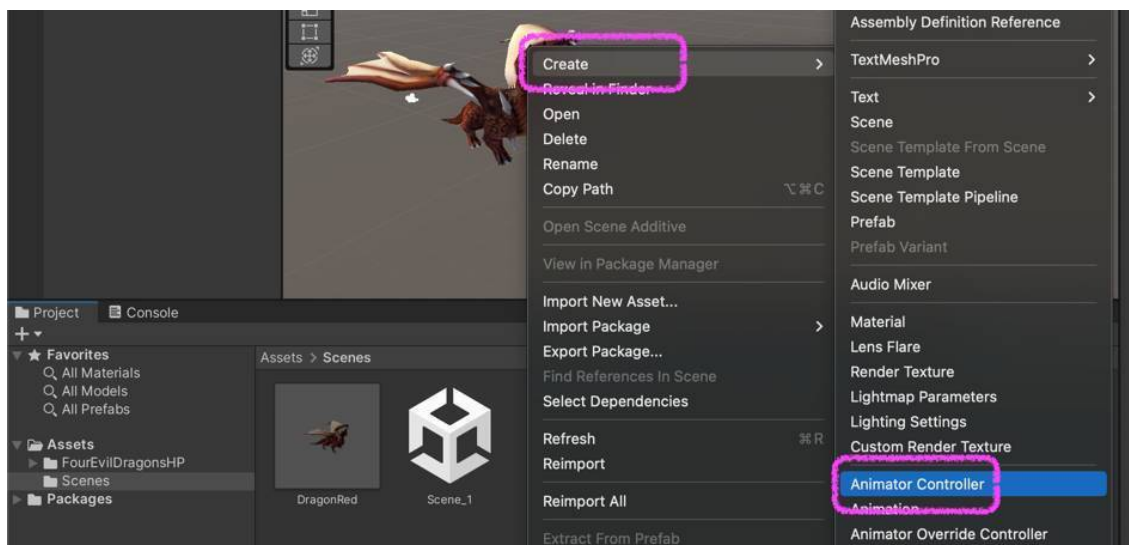 Create
Reveal in Finder
Open
Delete
Rename
Copy Path ⌥⌘C
Open Scene Additive
View in Package Manager
Import New Asset...
Import Package
Export Package...
Find References In Scene
Select Dependencies
Refresh ⌘R
Reimport
Reimport All
Extract From Prefab
Assembly Definition Reference
TextMeshPro
Text
Scene
Scene Template From Scene
Scene Template
Scene Template Pipeline
Prefab
Prefab Variant
Audio Mixer
Material
Lens Flare
Render Texture
Lightmap Parameters
Lighting Settings
Custom Render Texture
Animator Controller
Animation
Animator Override Controller
Project
Console
Favorites
All Materials
All Models
All Prefabs
Assets
FourEvilDragonsHP
Scenes
Packages
Assets > Scenes
DragonRed
Scene_1